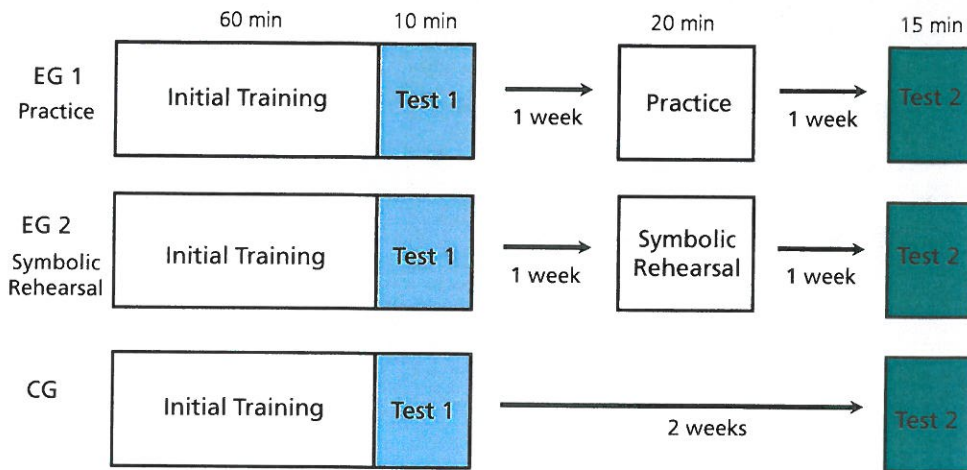 60 min
10 min
20 min
15 min
EG 1
Practice
Initial Training
Test 1
1 week
Practice
1 week
Test 2
EG 2
Symbolic
Rehearsal
Initial Training
Test 1
1 week
Symbolic
Rehearsal
1 week
Test 2
CG
Initial Training
Test 1
2 weeks
Test 2